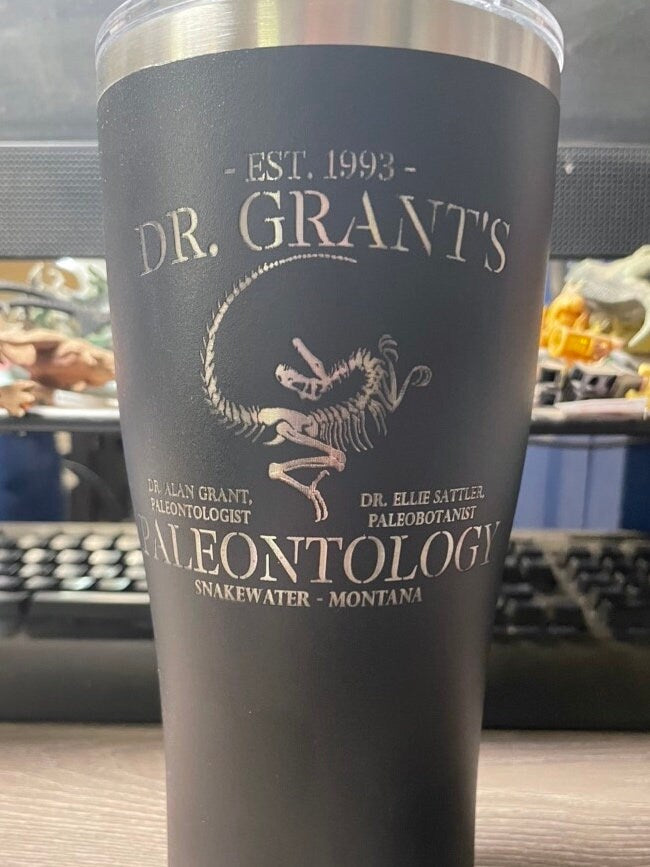 - EST. 1993 -
DR. GRANT'S
DR. ALAN GRANT,
PALEONTOLOGIST
DR. ELLIE SATTLER,
PALEOBOTANIST
PALEONTOLOGY
SNAKEWATER - MONTANA